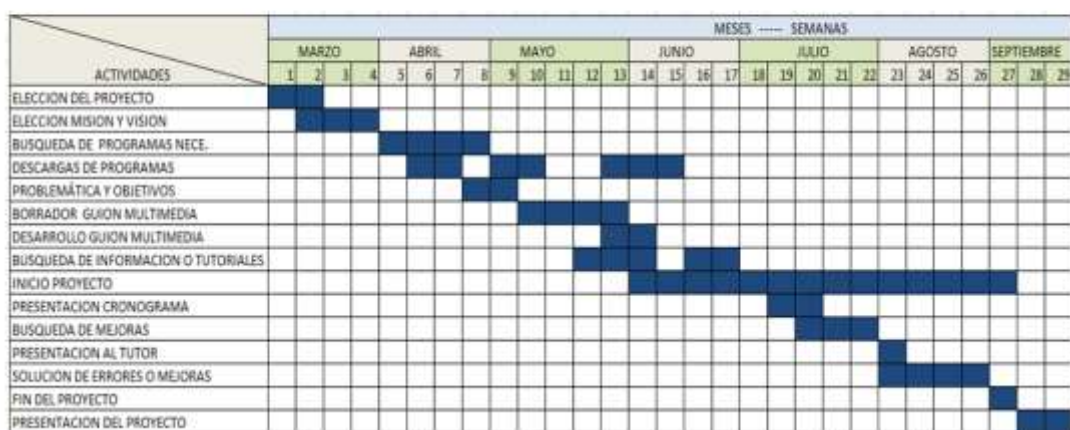 MESES ----- SEMANAS
MARZO ABRIL MAYO JUNIO JULIO AGOSTO SEPTIEMBRE
ACTIVIDADES 1 2 3 4 5 6 7 8 9 10 11 12 13 14 15 16 17 18 19 20 21 22 23 24 25 26 27 28 29
ELECCION DEL PROYECTO
ELECCION MISION Y VISION
BUSQUEDA DE PROGRAMAS NECE.
DESCARGAS DE PROGRAMAS
PROBLEMÁTICA Y OBJETIVOS
BORRADOR GUION MULTIMEDIA
DESARROLLO GUION MULTIMEDIA
BUSQUEDA DE INFORMACION O TUTORIALES
INICIO PROYECTO
PRESENTACION CRONOGRAMA
BUSQUEDA DE MEJORAS
PRESENTACION AL TUTOR
SOLUCION DE ERRORES O MEJORAS
FIN DEL PROYECTO
PRESENTACION DEL PROYECTO